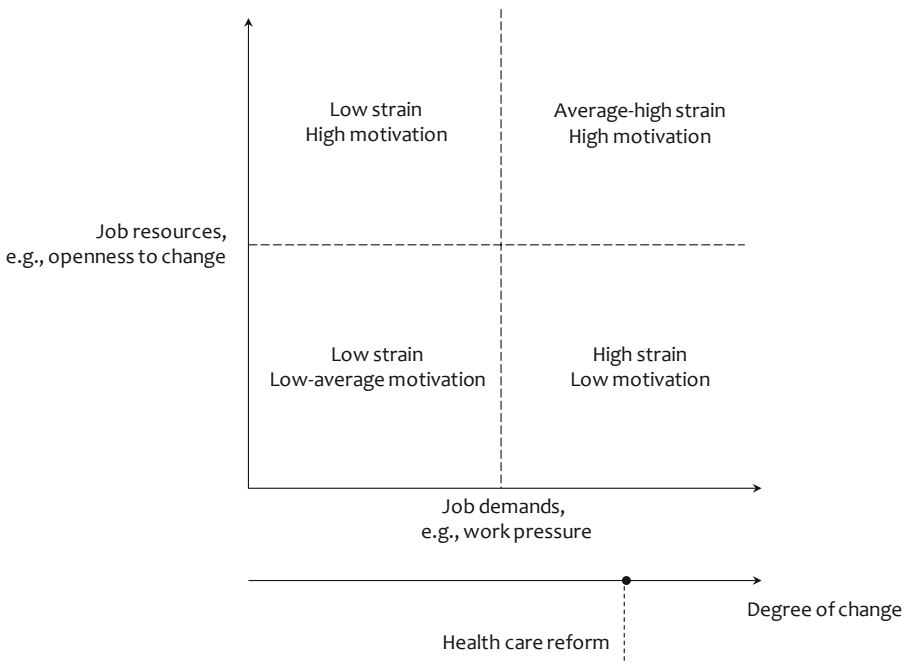 Low strain
High motivation
Average-high strain
High motivation
Job resources,
e.g., openness to change
Low strain
Low-average motivation
High strain
Low motivation
Job demands,
e.g., work pressure
Degree of change
Health care reform